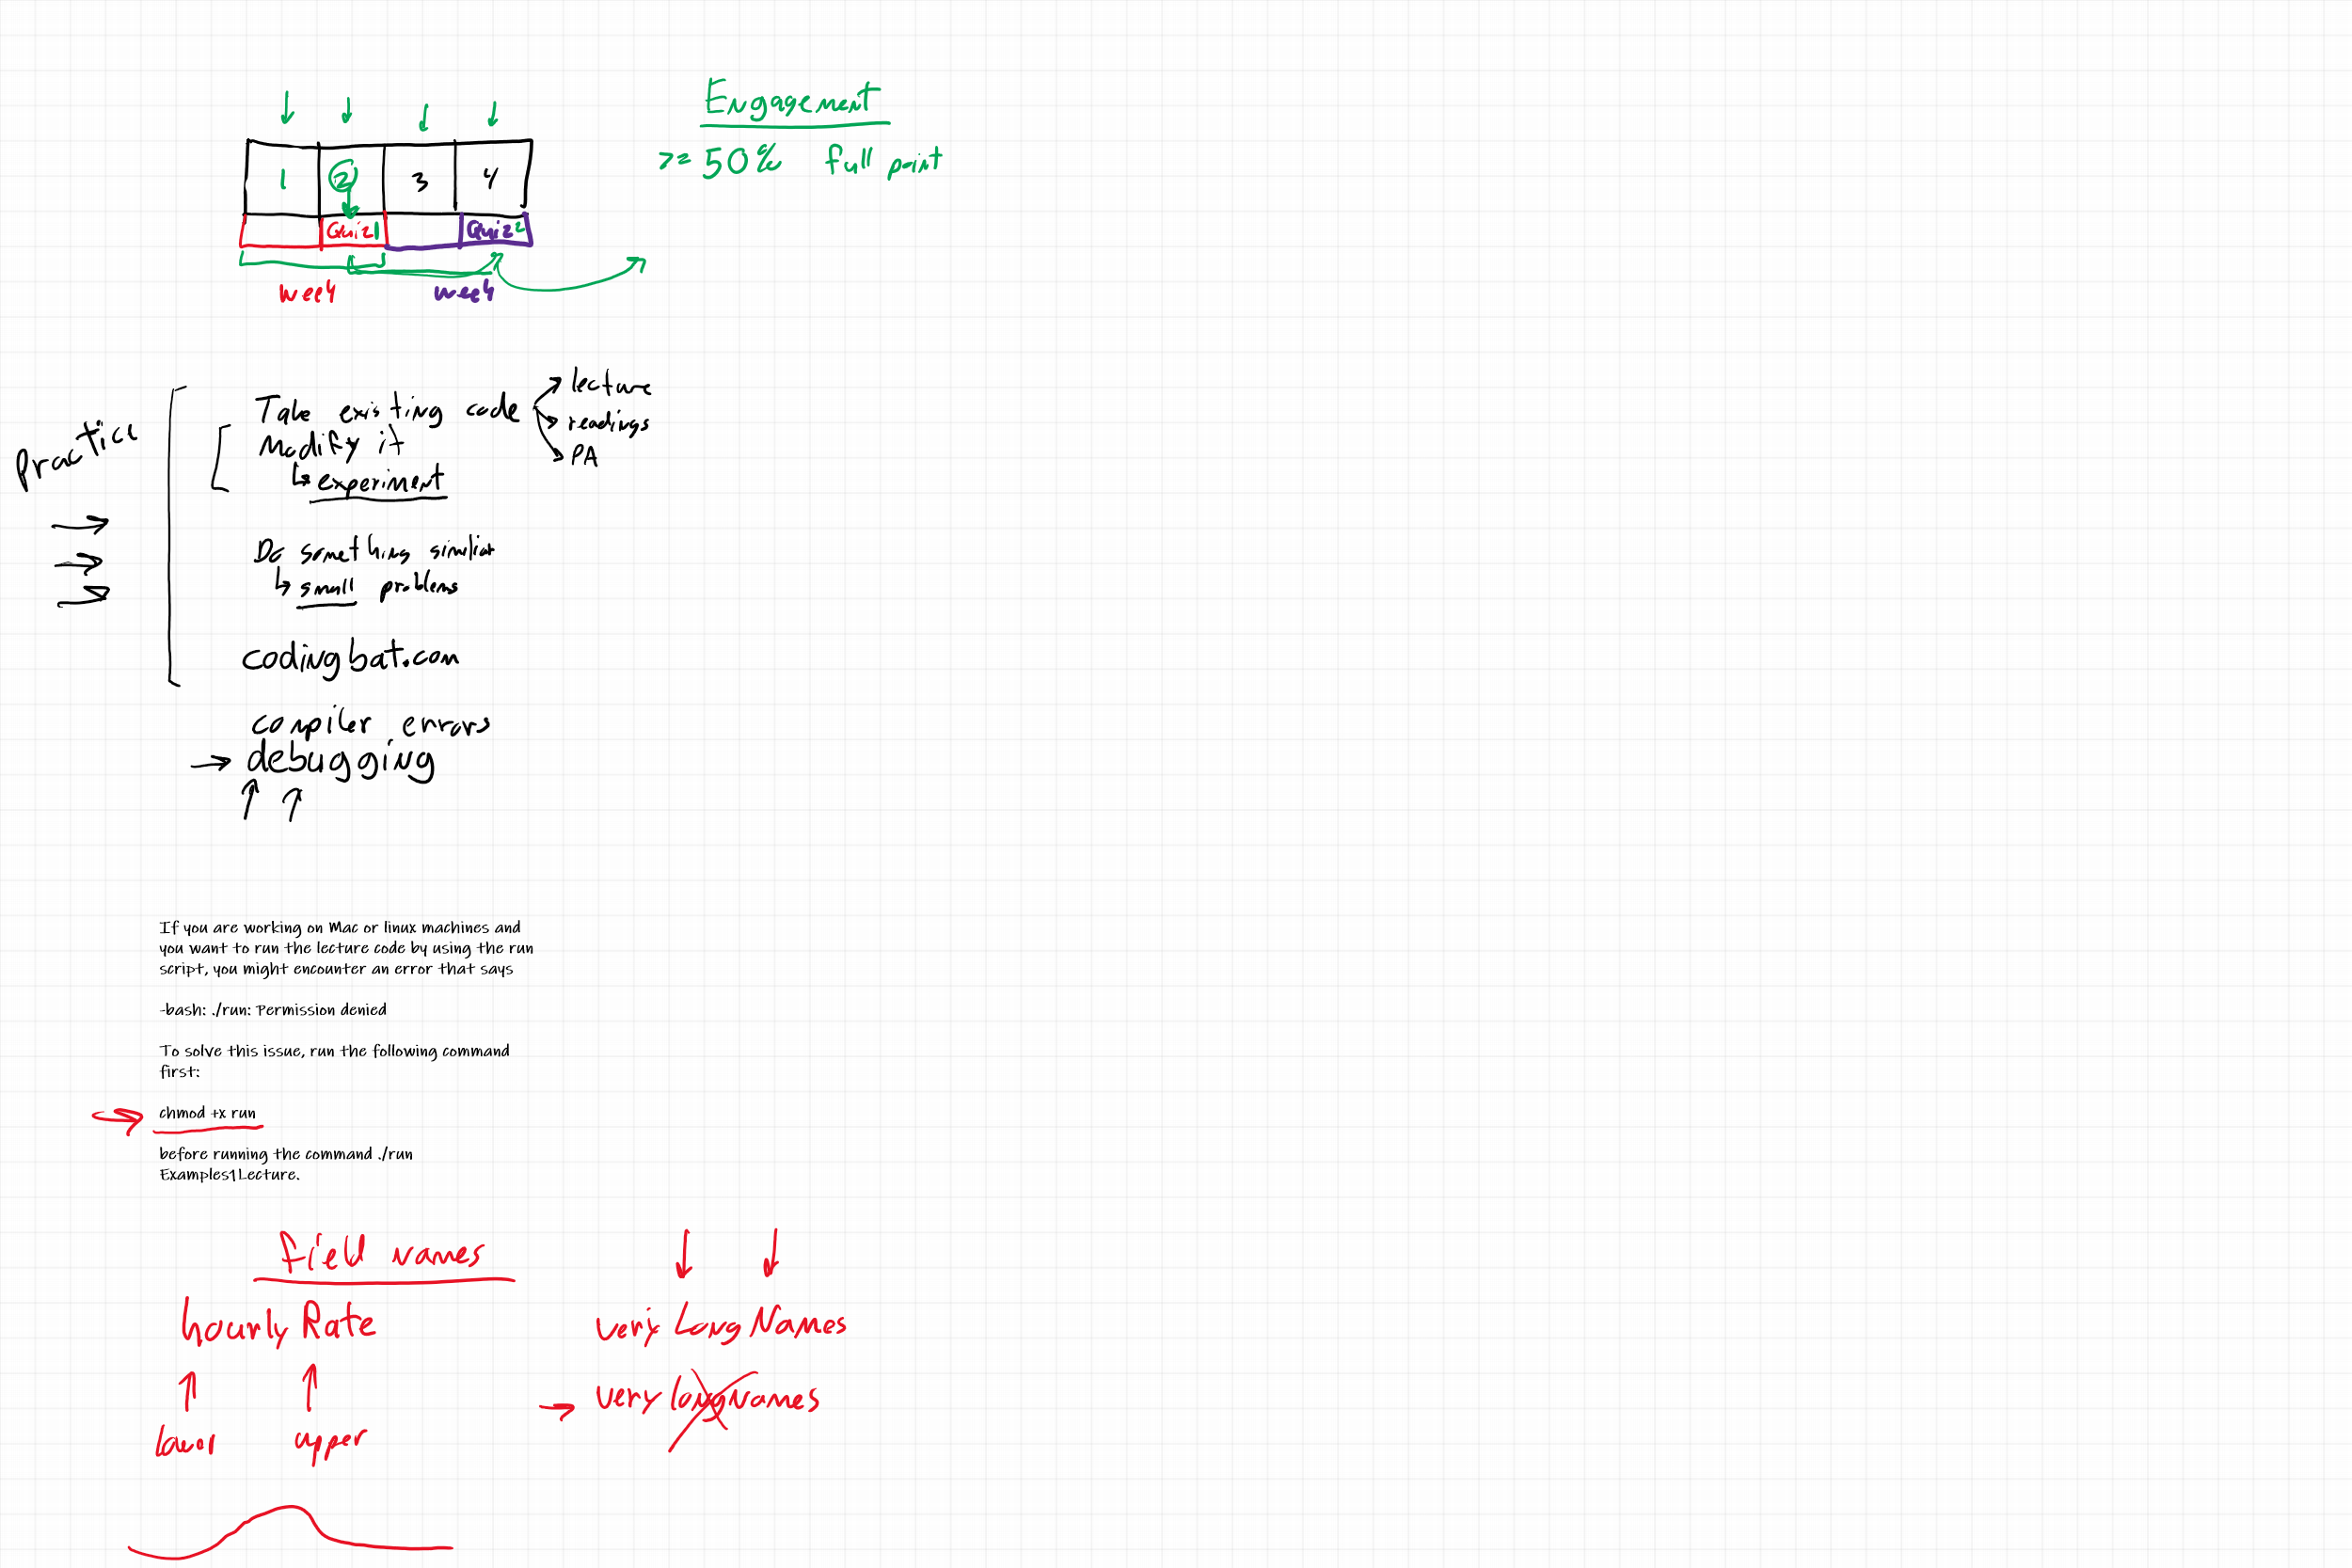 Engagement
>= 50% full point
1 2 3 4
Quiz1 Quiz2
week week
Practice
Take existing code
lecture
readings
PA
Modify it
experiment
Do something similar
small problems
codingbat.com
compiler errors
debugging
If you are working on Mac or linux machines and
you want to run the lecture code by using the run
script, you might encounter an error that says
-bash: ./run: Permission denied
To solve this issue, run the following command
first:
chmod +x run
before running the command ./run
Examples1Lecture.
field names
hourlyRate
lower upper
veryLongNames
verylongnames